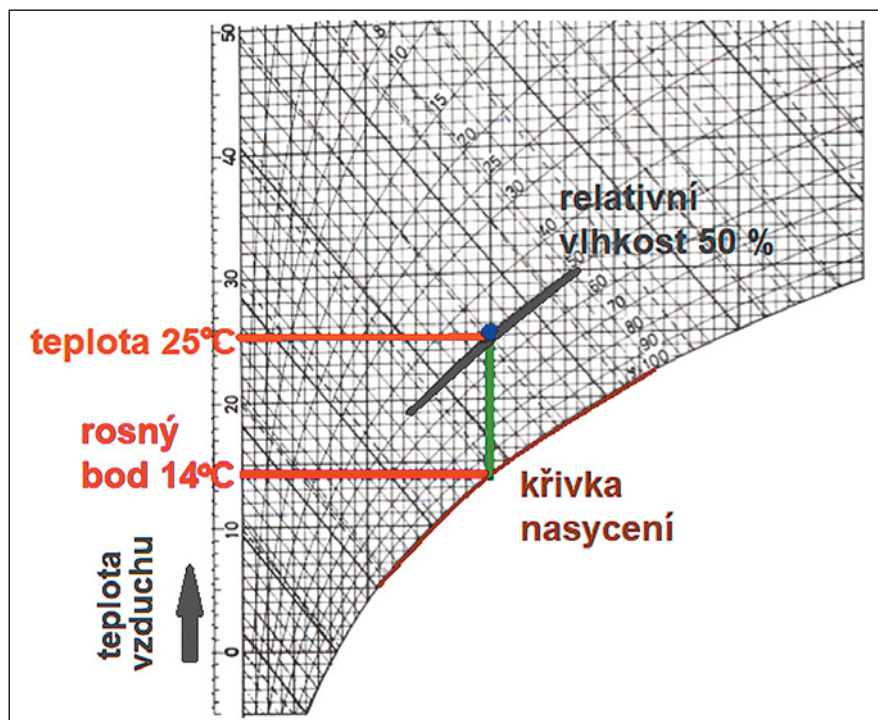 50
40
30
20
10
0
5
10
15
20
25
30
40
50
60
70
80
90
100
relativní
vlhkost 50 %
teplota 25°C
rosný
bod 14°C
křivka
nasycení
teplota
vzduchu